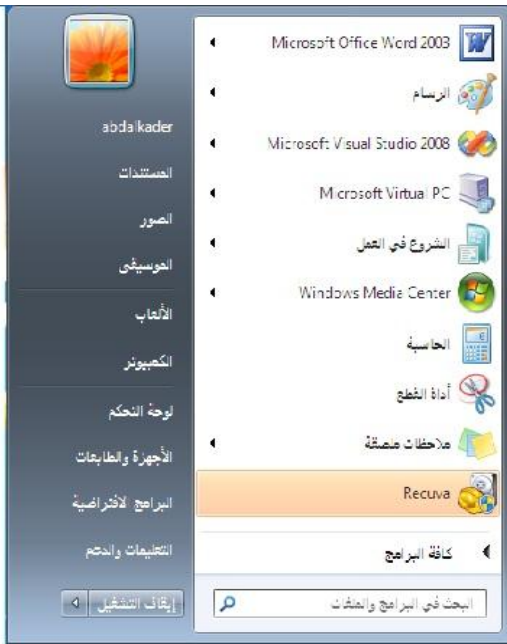 Microsoft Office Word 2003
الرسام
Microsoft Visual Studio 2008
Microsoft Virtual PC
الشروع في العمل
Windows Media Center
الحاسبة
أداة القطع
ملاحظات ملصقة
Recuva
كافة البرامج
البحث في البرامج والملفات
abdalkader
المستندات
الصور
الموسيقى
الألعاب
الكمبيوتر
لوحة التحكم
الأجهزة والطابعات
البرامج الافتراضية
التعليمات والدعم
إيقاف التشغيل